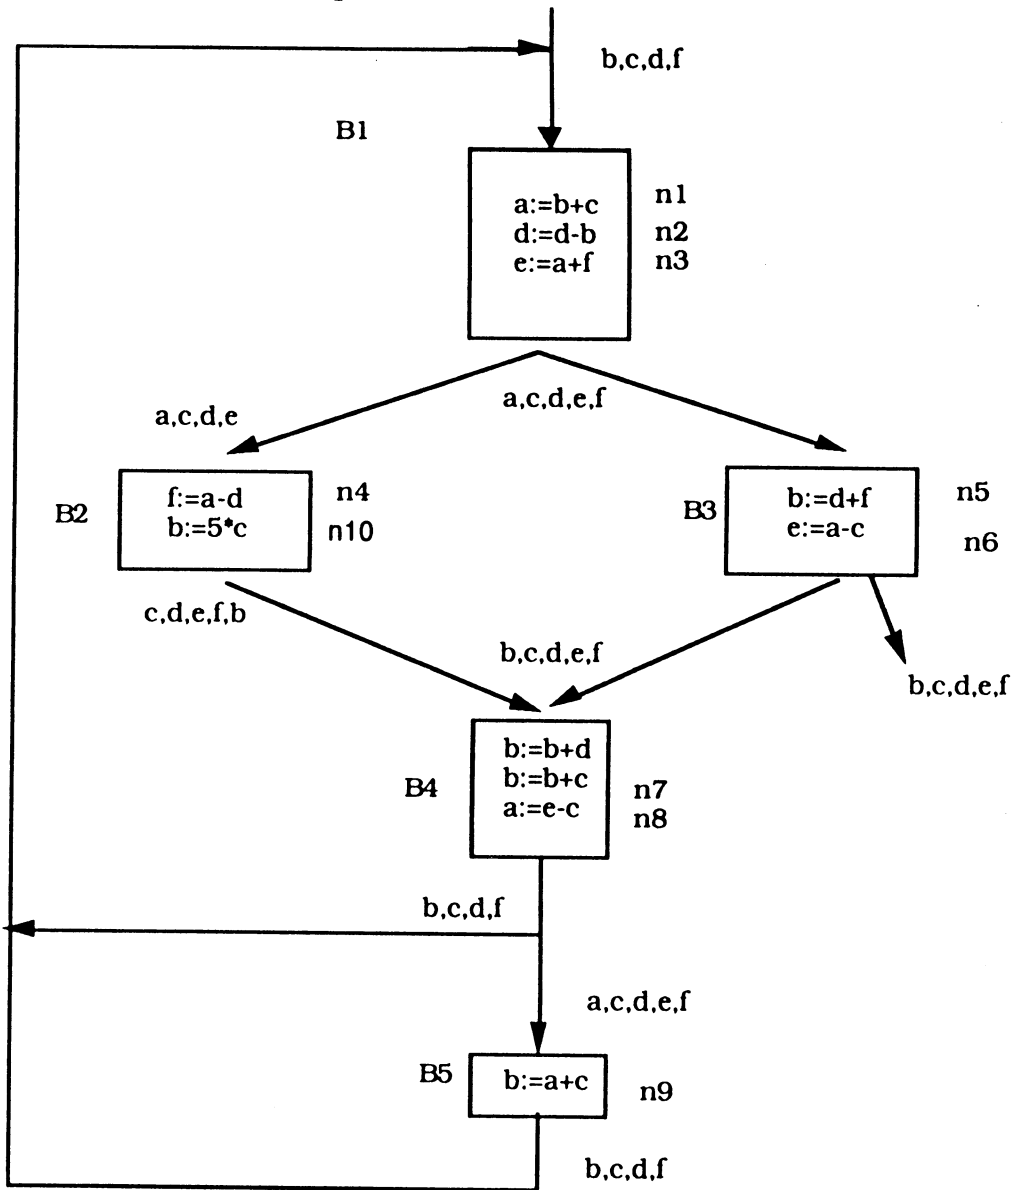 b,c,d,f
B1
a:=b+c
n1
d:=d-b
n2
e:=a+f
n3
a,c,d,e
a,c,d,e,f
B2
f:=a-d
n4
b:=5*c
n10
B3
b:=d+f
n5
e:=a-c
n6
c,d,e,f,b
b,c,d,e,f
b,c,d,e,f
B4
b:=b+d
b:=b+c
n7
a:=e-c
n8
b,c,d,f
a,c,d,e,f
B5
b:=a+c
n9
b,c,d,f